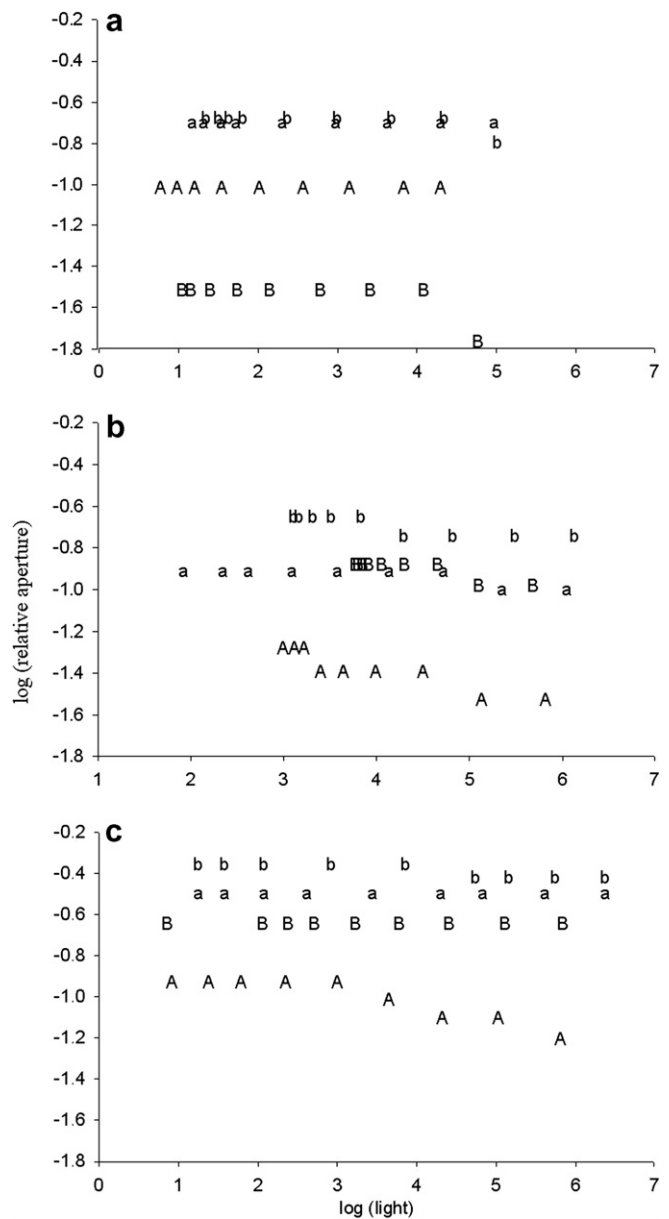 a
-0.2
-0.4
-0.6
b b b b b b b b
a a a a a a a a a
-0.8
b
-1.0
A A A A A A A A A
-1.2
-1.4
B B B B B B B B
-1.6
B
-1.8
0 1 2 3 4 5 6 7
log (relative aperture)
b
-0.2
-0.4
-0.6
b b b b b
b b b b
-0.8
B B B B B B B
a a a a a a a
B B
-1.0
a a
-1.2
A A A
-1.4
A A A A
A A
-1.6
-1.8
1 2 3 4 5 6 7
c
-0.2
b b b b b
-0.4
b b b b
a a a a a a a a a
-0.6
B B B B B B B B B
-0.8
A A A A A
-1.0
A
A A
-1.2
A
-1.4
-1.6
-1.8
0 1 2 3 4 5 6 7
log (light)